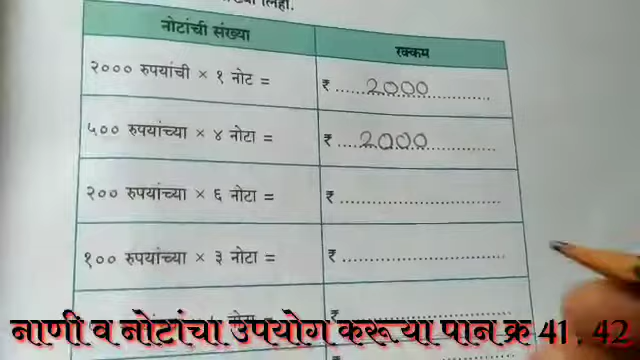 लिहा.
नोटांची संख्या रक्कम
२००० रुपयांची × १ नोट = ₹ 2000
५०० रुपयांच्या × ४ नोटा = ₹ 2000
२०० रुपयांच्या × ६ नोटा = ₹
१०० रुपयांच्या × ३ नोटा = ₹
₹
नाणी व नोटांचा उपयोग करू या पान क्र 41 . 42
₹